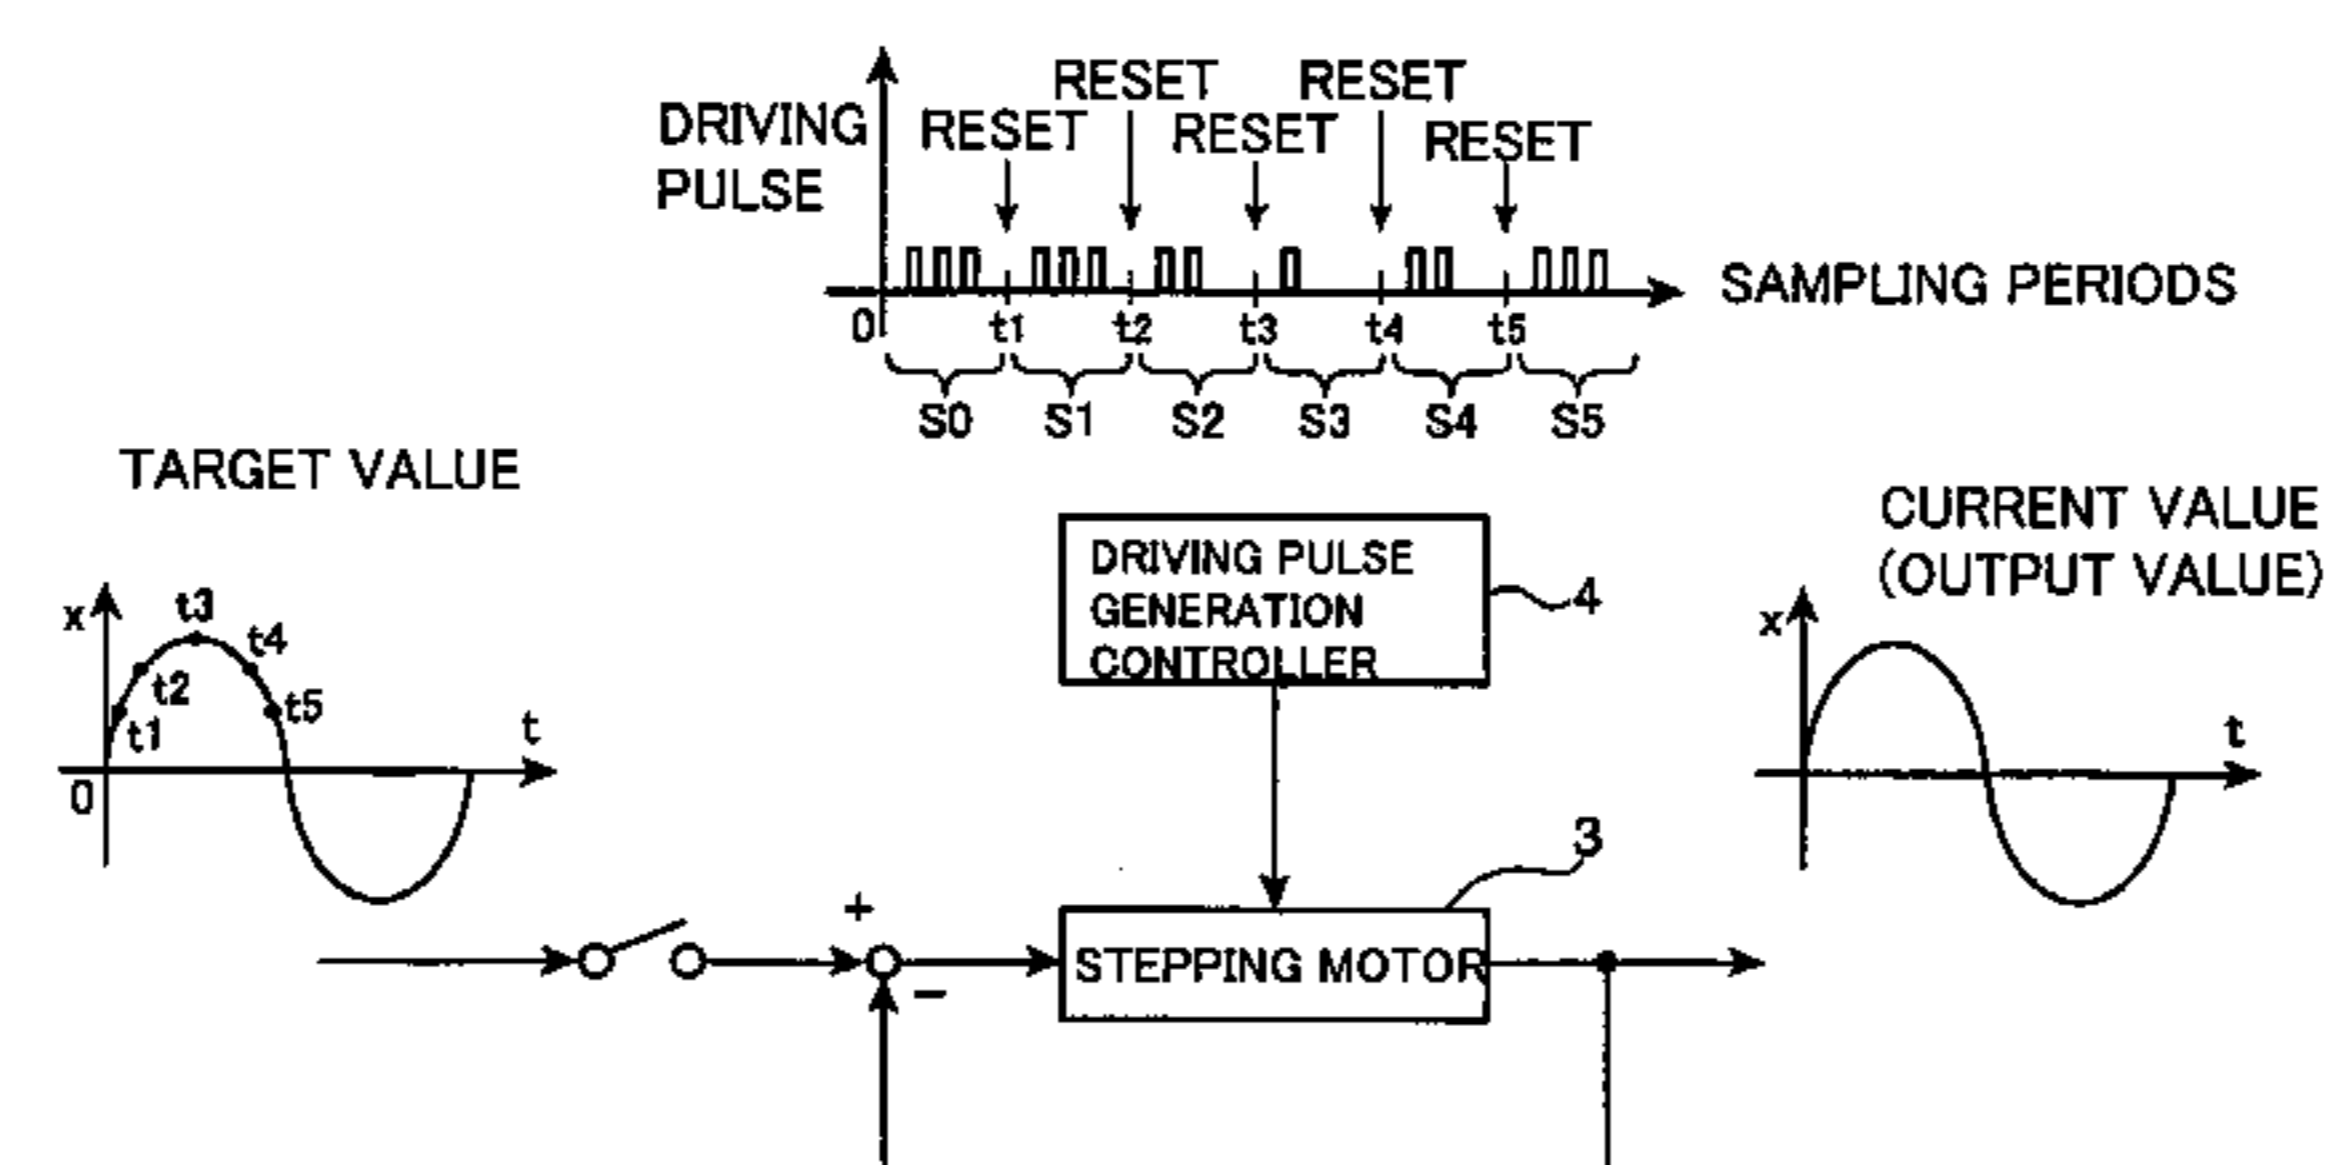 RESET RESET
DRIVING RESET RESET RESET
PULSE
SAMPLING PERIODS
0 t1 t2 t3 t4 t5
S0 S1 S2 S3 S4 S5
TARGET VALUE
CURRENT VALUE
(OUTPUT VALUE)
DRIVING PULSE
GENERATION
CONTROLLER
4
x t3
t4
t2
t5
t1
t
0
x
t
3
+
−
STEPPING MOTOR